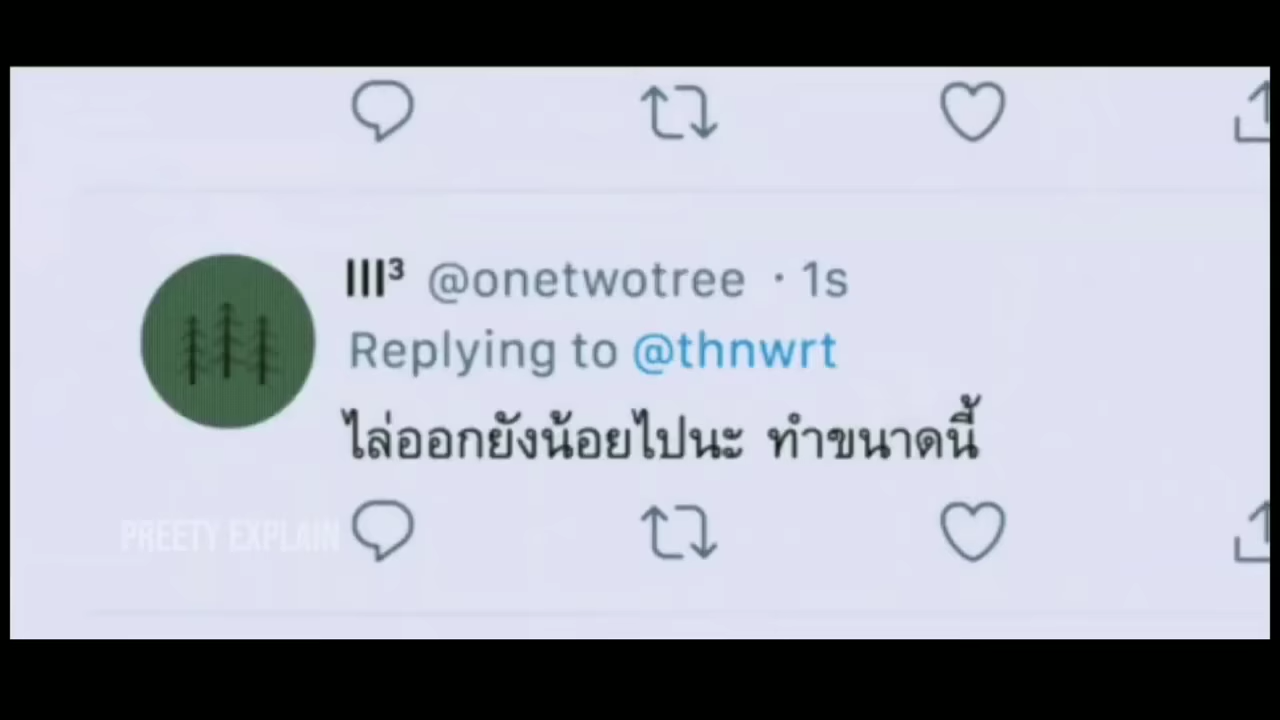 III³ @onetwotree · 1s
Replying to @thnwrt
ไล่ออกยังน้อยไปนะ ทำขนาดนี้
PREETY EXPLAIN